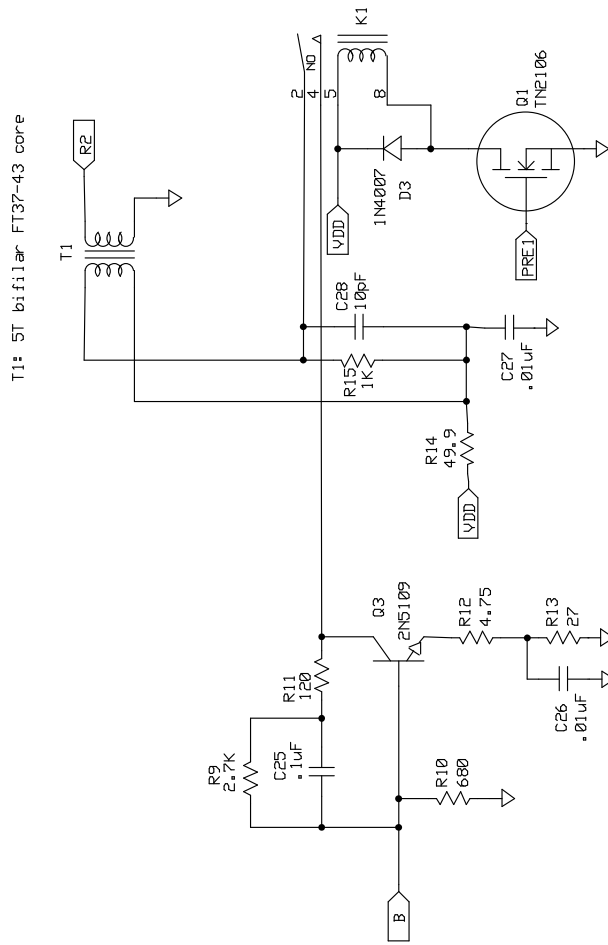 T1: 5T bifilar FT37-43 core
R2
T1
K1
2
4
NO
5
8
VDD
1N4007
D3
Q1
TN2106
PRE1
C28
10pF
R15
1K
C27
.01uF
R14
49.9
VDD
Q3
2N5109
R12
4.75
R13
27
C26
.01uF
R11
120
R9
2.7K
C25
.1uF
R10
680
B